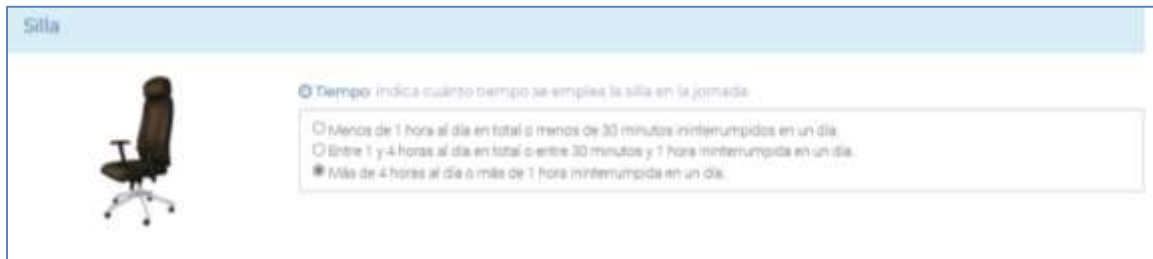 Silla
Tiempo: indica cuánto tiempo se emplea la silla en la jornada.
Menos de 1 hora al día en total o menos de 30 minutos ininterrumpidos en un día.
Entre 1 y 4 horas al día en total o entre 30 minutos y 1 hora ininterrumpida en un día.
Más de 4 horas al día o más de 1 hora ininterrumpida en un día.